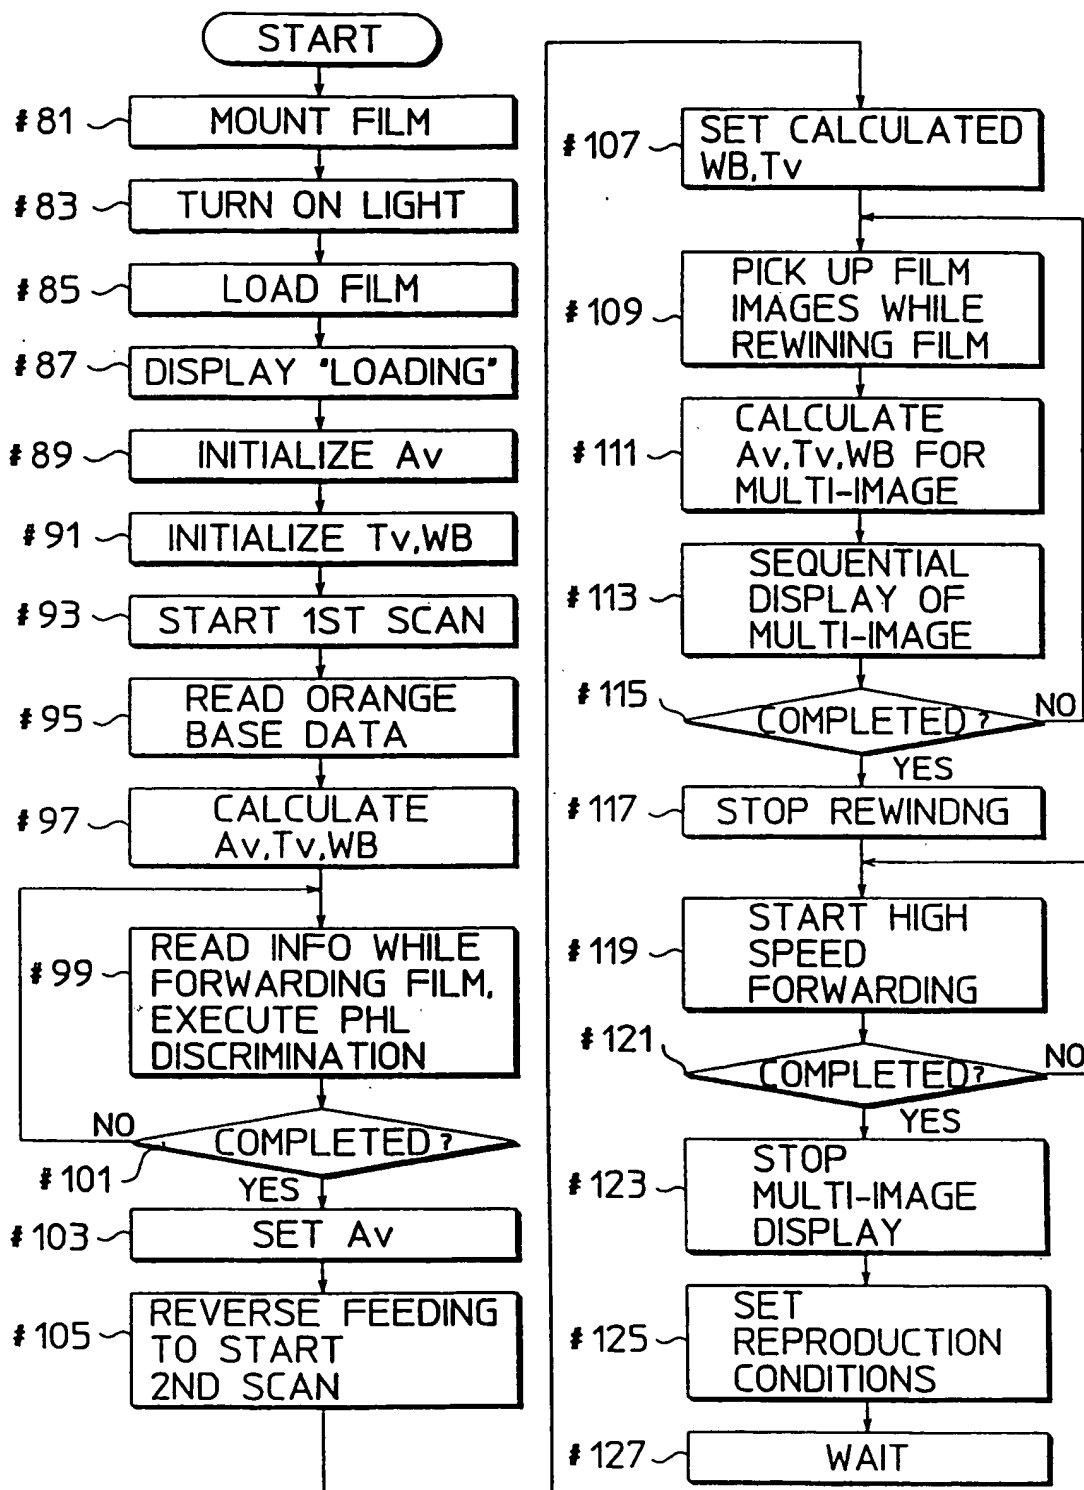 START
#81
MOUNT FILM
#83
TURN ON LIGHT
#85
LOAD FILM
#87
DISPLAY "LOADING"
#89
INITIALIZE Av
#91
INITIALIZE Tv,WB
#93
START 1ST SCAN
#95
READ ORANGE
BASE DATA
#97
CALCULATE
Av,Tv,WB
#99
READ INFO WHILE
FORWARDING FILM,
EXECUTE PHL
DISCRIMINATION
NO
COMPLETED?
#101
YES
#103
SET Av
#105
REVERSE FEEDING
TO START
2ND SCAN
#107
SET CALCULATED
WB,Tv
#109
PICK UP FILM
IMAGES WHILE
REWINING FILM
#111
CALCULATE
Av,Tv,WB FOR
MULTI-IMAGE
#113
SEQUENTIAL
DISPLAY OF
MULTI-IMAGE
#115
COMPLETED?
NO
YES
#117
STOP REWINDNG
#119
START HIGH
SPEED
FORWARDING
#121
COMPLETED?
NO
YES
#123
STOP
MULTI-IMAGE
DISPLAY
#125
SET
REPRODUCTION
CONDITIONS
#127
WAIT